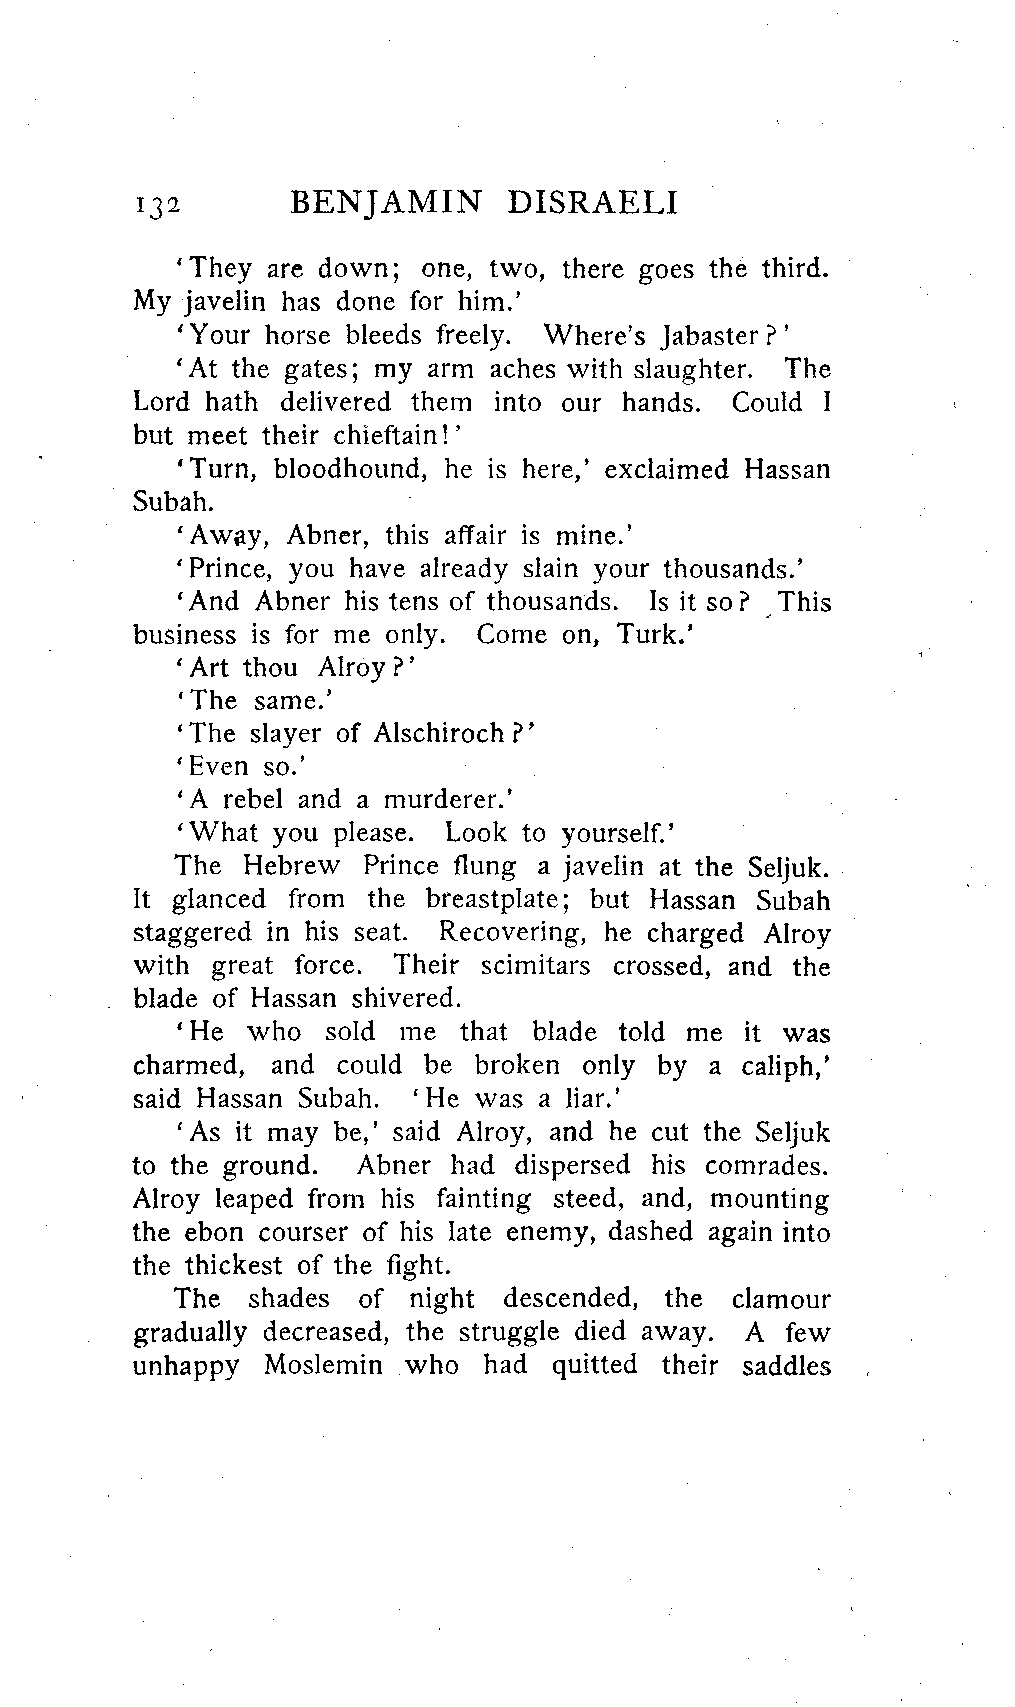 132 BENJAMIN DISRAELI
'They are down; one, two, there goes the third.
My javelin has done for him.'
'Your horse bleeds freely. Where's Jabaster?'
'At the gates; my arm aches with slaughter. The
Lord hath delivered them into our hands. Could I
but meet their chieftain!'
'Turn, bloodhound, he is here,' exclaimed Hassan
Subah.
'Away, Abner, this affair is mine.'
'Prince, you have already slain your thousands.'
'And Abner his tens of thousands. Is it so? This
business is for me only. Come on, Turk.'
'Art thou Alroy?'
'The same.'
'The slayer of Alschiroch?'
'Even so.'
'A rebel and a murderer.'
'What you please. Look to yourself.'
The Hebrew Prince flung a javelin at the Seljuk.
It glanced from the breastplate; but Hassan Subah
staggered in his seat. Recovering, he charged Alroy
with great force. Their scimitars crossed, and the
blade of Hassan shivered.
'He who sold me that blade told me it was
charmed, and could be broken only by a caliph,'
said Hassan Subah. 'He was a liar.'
'As it may be,' said Alroy, and he cut the Seljuk
to the ground. Abner had dispersed his comrades.
Alroy leaped from his fainting steed, and, mounting
the ebon courser of his late enemy, dashed again into
the thickest of the fight.
The shades of night descended, the clamour
gradually decreased, the struggle died away. A few
unhappy Moslemin who had quitted their saddles